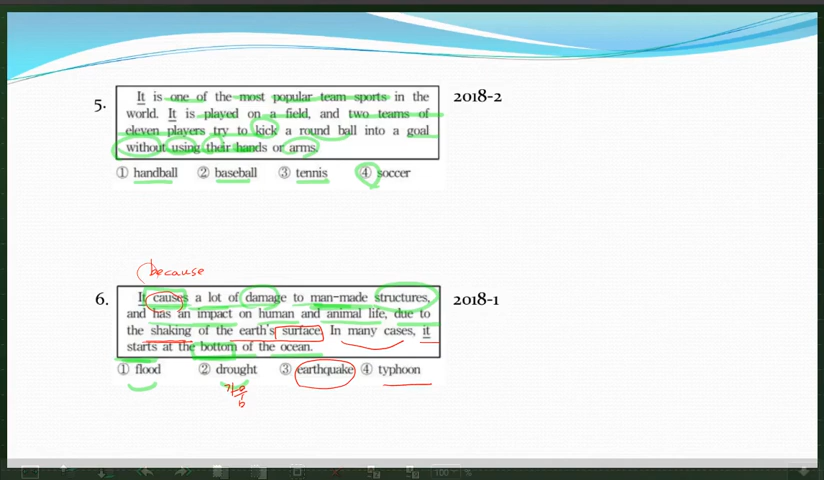 5.
It is one of the most popular team sports in the
world. It is played on a field, and two teams of
eleven players try to kick a round ball into a goal
without using their hands or arms.
2018-2
① handball ② baseball ③ tennis ④ soccer
because
6.
It causes a lot of damage to man-made structures,
and has an impact on human and animal life, due to
the shaking of the earth's surface. In many cases, it
starts at the bottom of the ocean.
2018-1
① flood ② drought ③ earthquake ④ typhoon
가뭄
100%